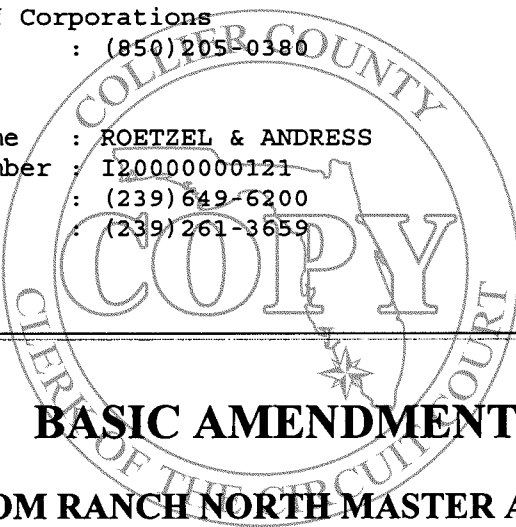 Corporations
: (850)205-0380
: ROETZEL & ANDRESS
: I20000000121
: (239)649-6200
: (239)261-3659
COLLIER COUNTY
COPY
CLERK OF THE CIRCUIT COURT
BASIC AMENDMENT
RANCH NORTH MASTER